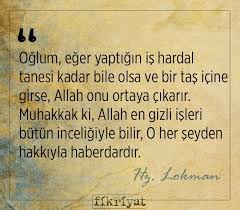 Oğlum, eğer yaptığın iş hardal
tanesi kadar bile olsa ve bir taş içine
girse, Allah onu ortaya çıkarır.
Muhakkak ki, Allah en gizli işleri
bütün inceliğiyle bilir, O her şeyden
hakkıyla haberdardır.
Hz. Lokman
fikriyat